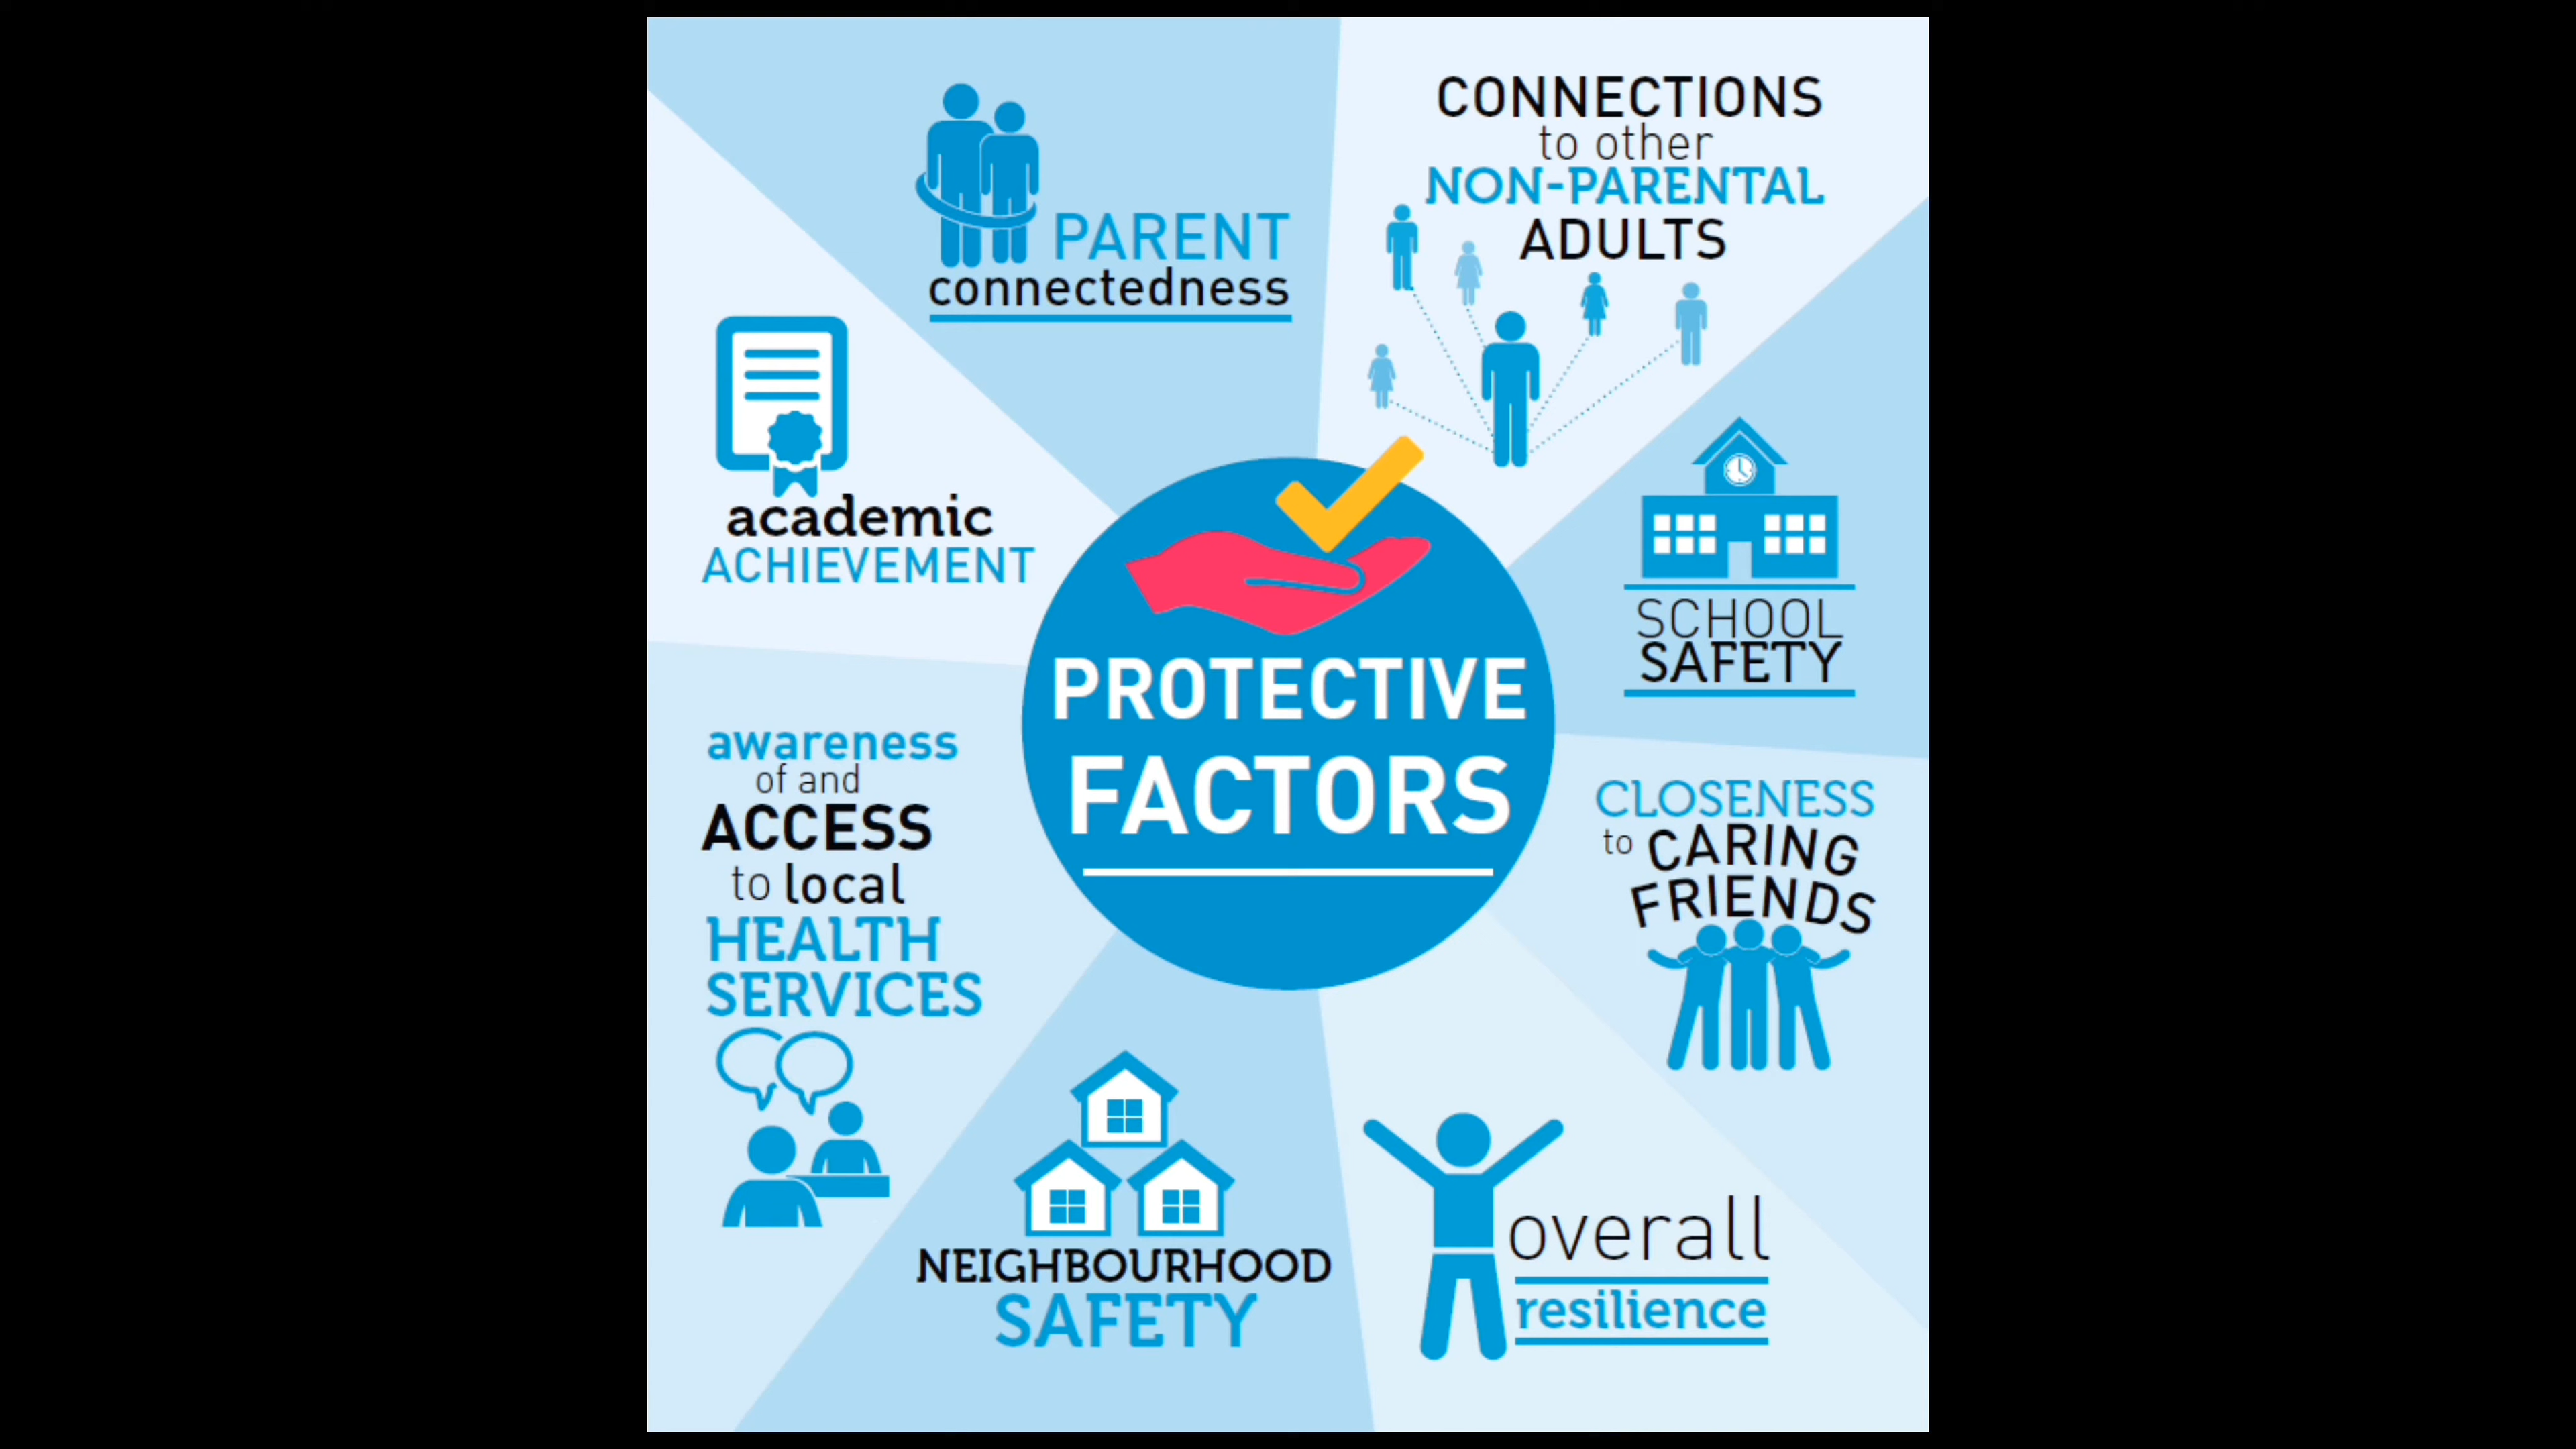 PROTECTIVE
FACTORS
PARENT
connectedness
CONNECTIONS
to other
NON-PARENTAL
ADULTS
SCHOOL
SAFETY
CLOSENESS
to CARING
FRIENDS
overall
resilience
NEIGHBOURHOOD
SAFETY
awareness
of and
ACCESS
to local
HEALTH
SERVICES
academic
ACHIEVEMENT